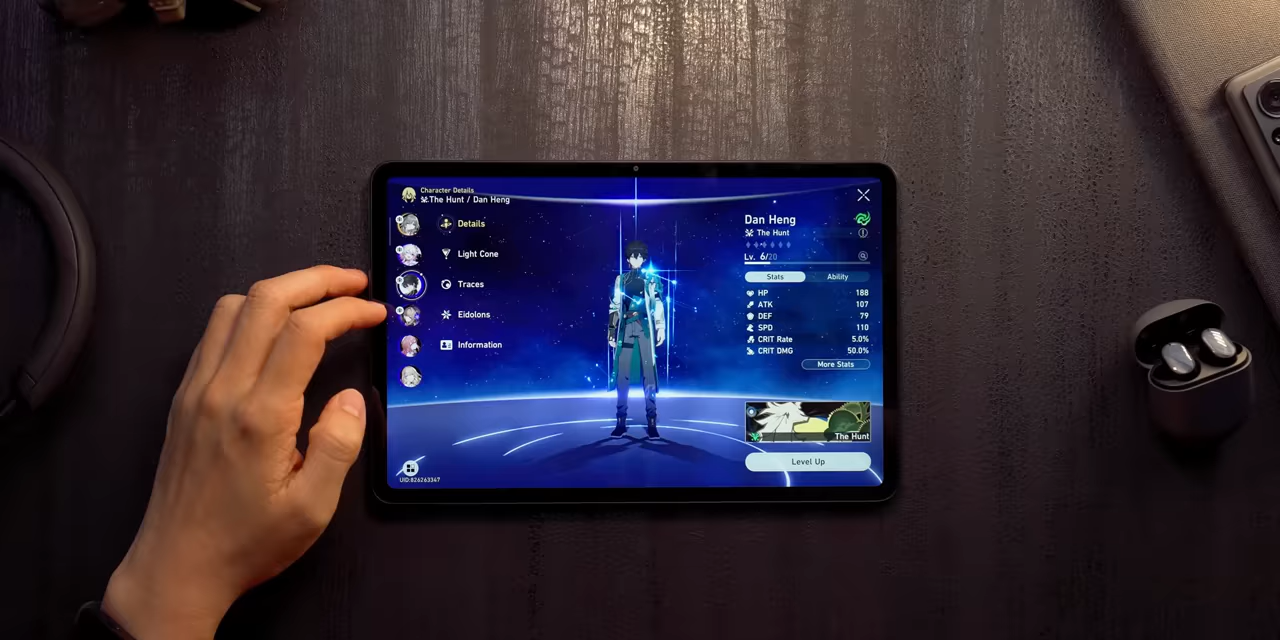 Character Details
The Hunt / Dan Heng
Details
Light Cone
Traces
Eidolons
Information
UID:826263347
Dan Heng
The Hunt
Lv. 6/20
Stats Ability
HP 188
ATK 107
DEF 79
SPD 110
CRIT Rate 5.0%
CRIT DMG 50.0%
More Stats
The Hunt
Level Up